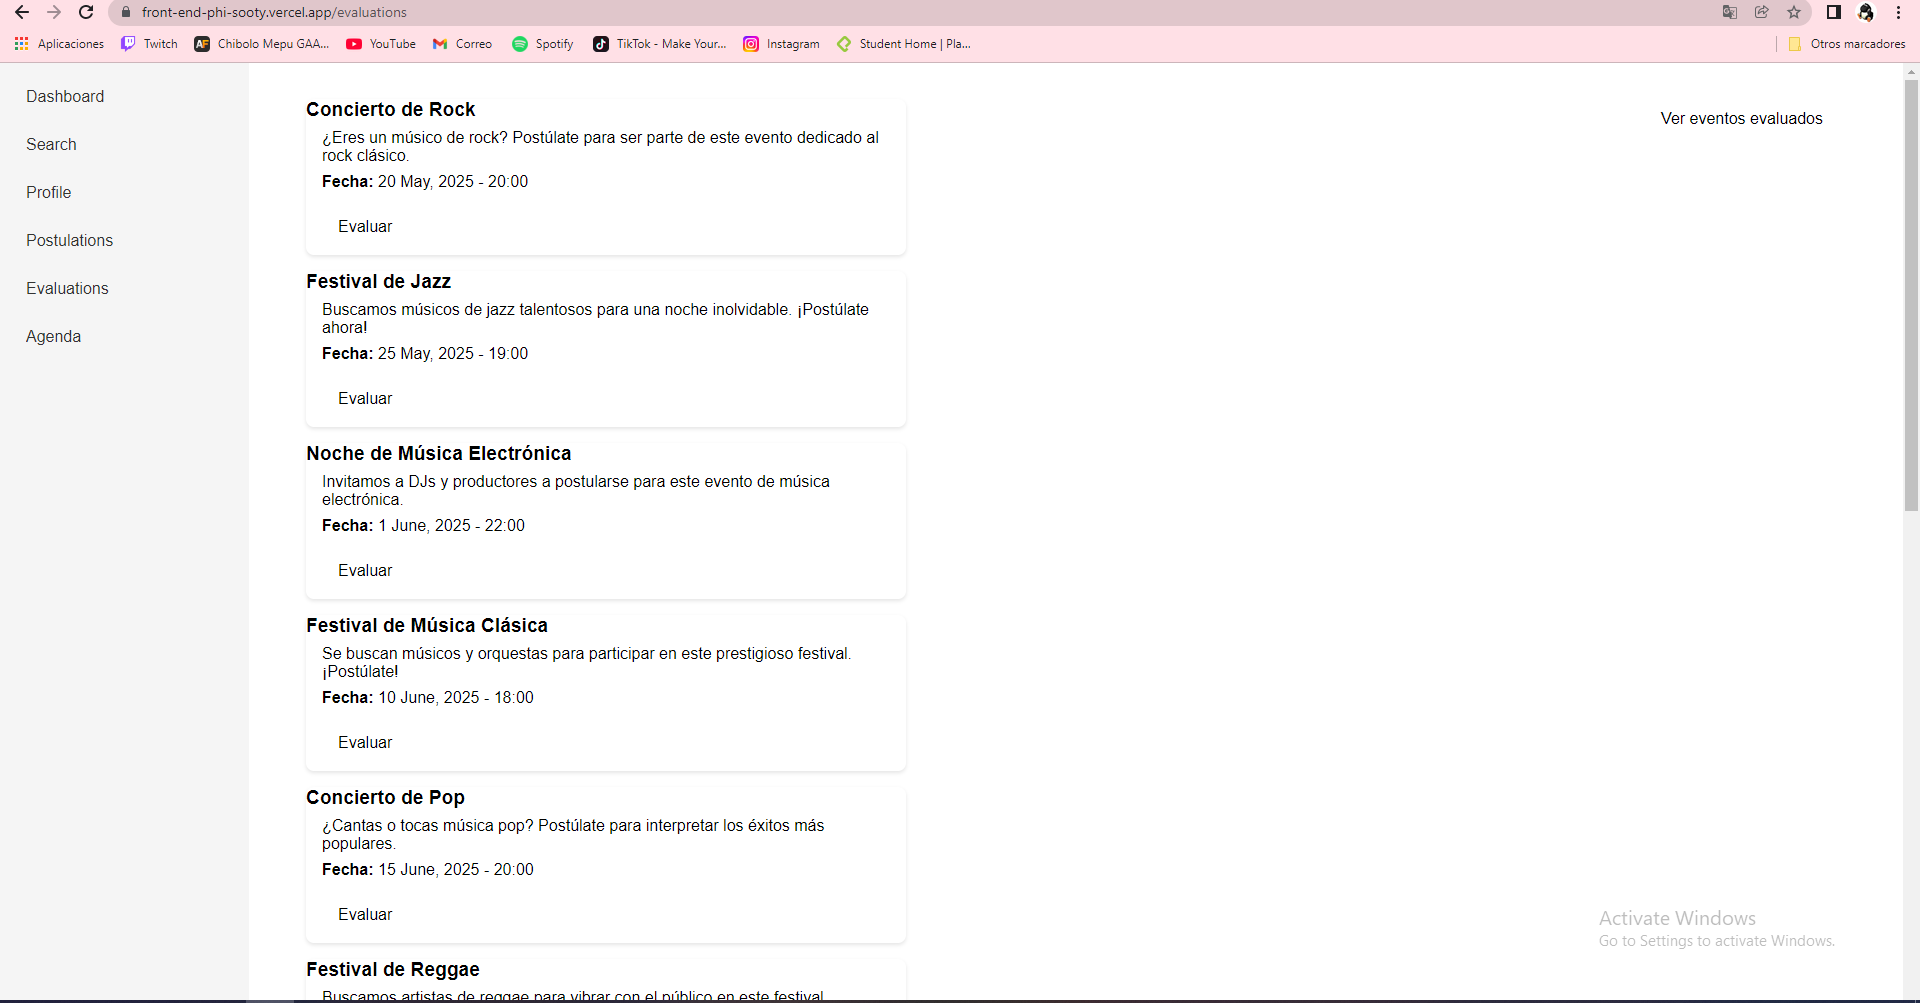 front-end-phi-sooty.vercel.app/evaluations
Aplicaciones
Twitch
AF
Chibolo Mepu GAA...
YouTube
Correo
Spotify
TikTok - Make Your...
Instagram
Student Home | Pla...
Otros marcadores
Dashboard
Search
Profile
Postulations
Evaluations
Agenda
Ver eventos evaluados
Concierto de Rock
¿Eres un músico de rock? Postúlate para ser parte de este evento dedicado al
rock clásico.
Fecha: 20 May, 2025 - 20:00
Evaluar
Festival de Jazz
Buscamos músicos de jazz talentosos para una noche inolvidable. ¡Postúlate
ahora!
Fecha: 25 May, 2025 - 19:00
Evaluar
Noche de Música Electrónica
Invitamos a DJs y productores a postularse para este evento de música
electrónica.
Fecha: 1 June, 2025 - 22:00
Evaluar
Festival de Música Clásica
Se buscan músicos y orquestas para participar en este prestigioso festival.
¡Postúlate!
Fecha: 10 June, 2025 - 18:00
Evaluar
Concierto de Pop
¿Cantas o tocas música pop? Postúlate para interpretar los éxitos más
populares.
Fecha: 15 June, 2025 - 20:00
Evaluar
Festival de Reggae
Buscamos artistas de reggae para vibrar con el público en este festival
Activate Windows
Go to Settings to activate Windows.